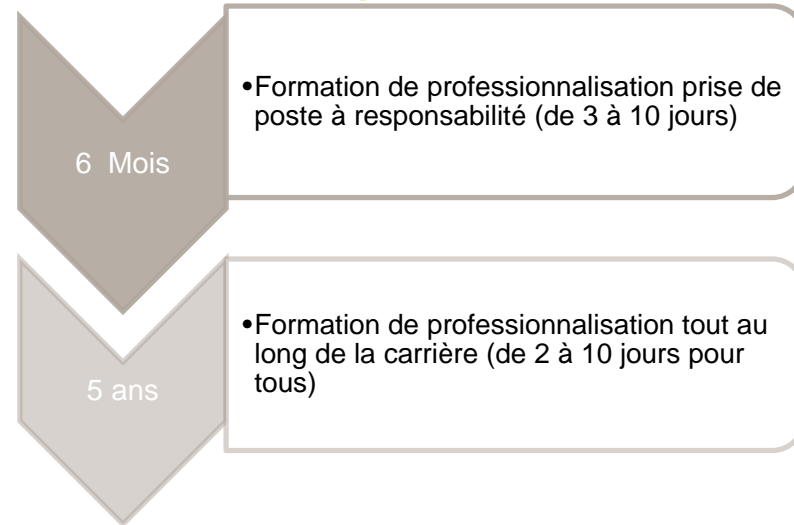 6 Mois
•Formation de professionnalisation prise de
poste à responsabilité (de 3 à 10 jours)
5 ans
•Formation de professionnalisation tout au
long de la carrière (de 2 à 10 jours pour
tous)